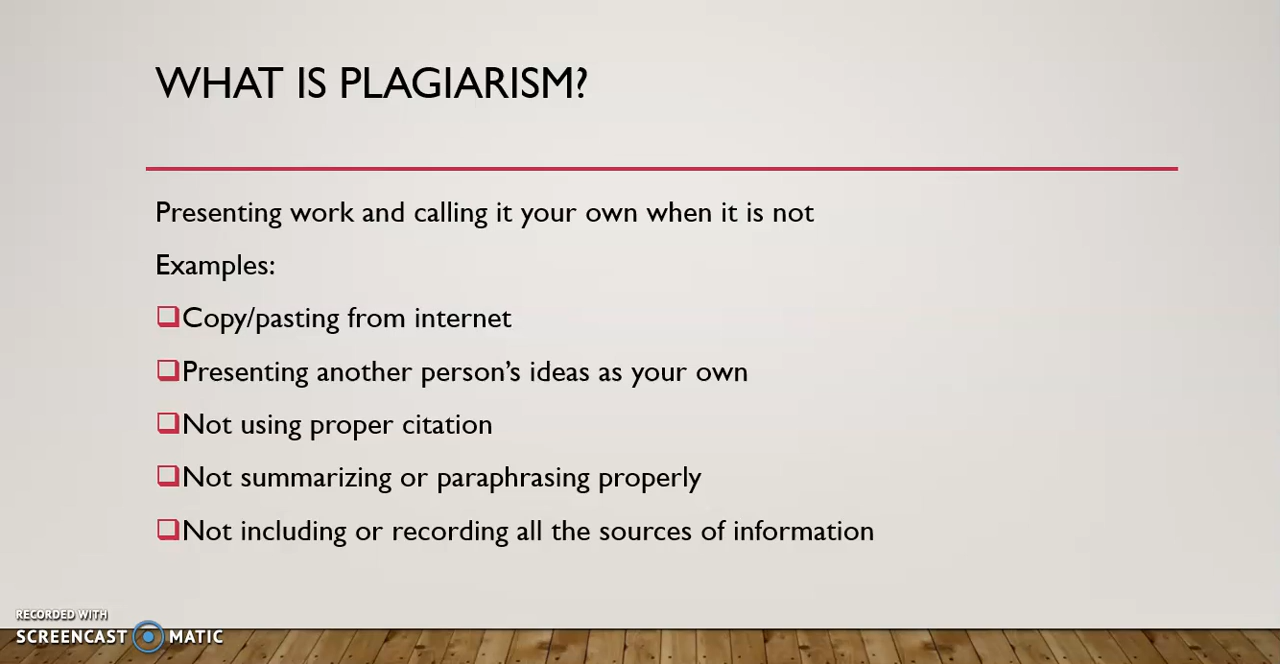 WHAT IS PLAGIARISM?
Presenting work and calling it your own when it is not
Examples:
Copy/pasting from internet
Presenting another person’s ideas as your own
Not using proper citation
Not summarizing or paraphrasing properly
Not including or recording all the sources of information
RECORDED WITH
SCREENCAST MATIC